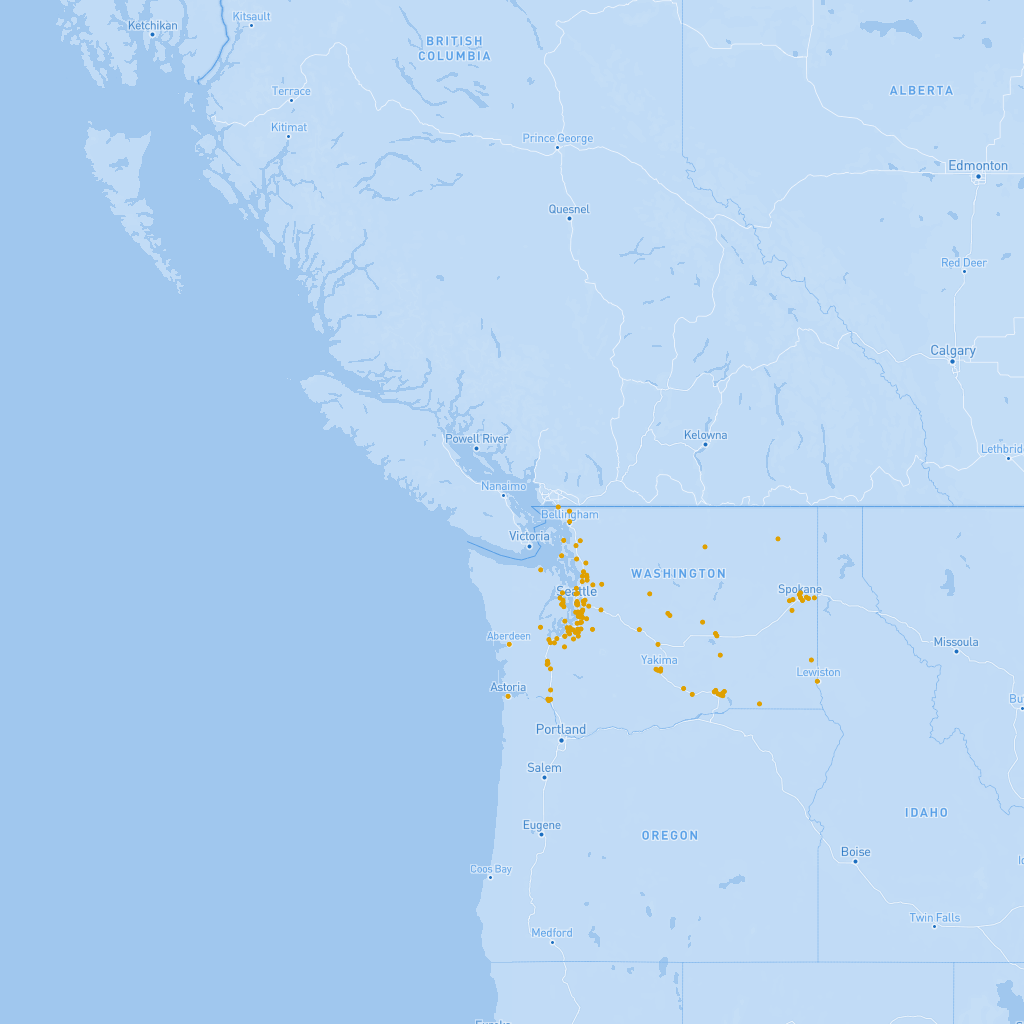 Kitsault
Ketchikan
BRITISH
COLUMBIA
Terrace
ALBERTA
Kitimat
Prince George
Edmonton
Quesnel
Red Deer
Calgary
Powell River
Kelowna
Lethbrid
Nanaimo
Bellingham
Victoria
WASHINGTON
Seattle
Spokane
Aberdeen
Missoula
Yakima
Lewiston
Astoria
Bu
Portland
Salem
IDAHO
Eugene
OREGON
Boise
Coos Bay
Twin Falls
Medford